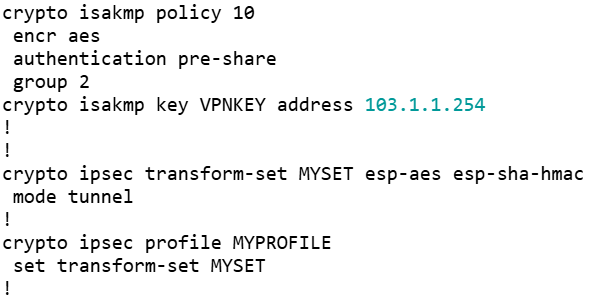 crypto isakmp policy 10
 encr aes
 authentication pre-share
 group 2
crypto isakmp key VPNKEY address 103.1.1.254
!
!
crypto ipsec transform-set MYSET esp-aes esp-sha-hmac
 mode tunnel
!
crypto ipsec profile MYPROFILE
 set transform-set MYSET
!